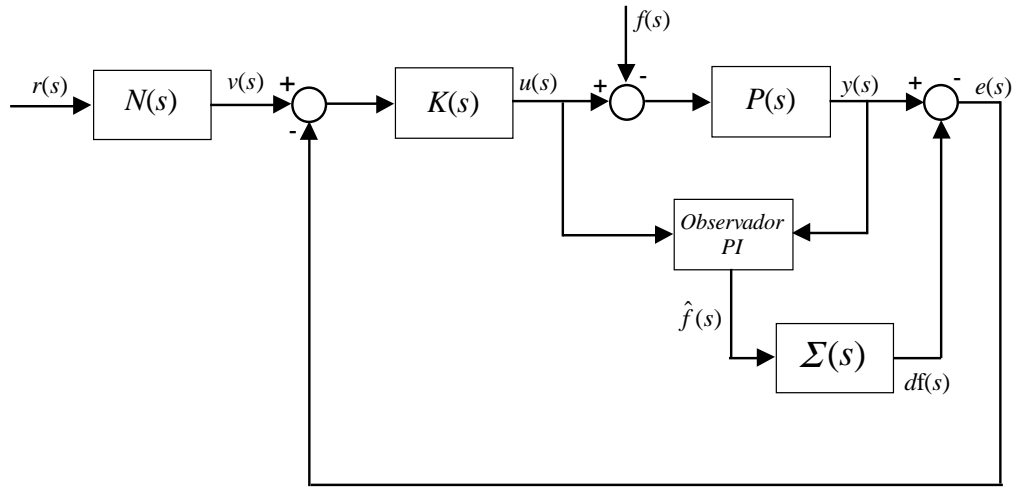 f(s)
r(s)
N(s)
v(s)
+
-
K(s)
u(s)
+
-
P(s)
y(s)
+
-
e(s)
Observador
PI
f̂(s)
Σ(s)
df(s)